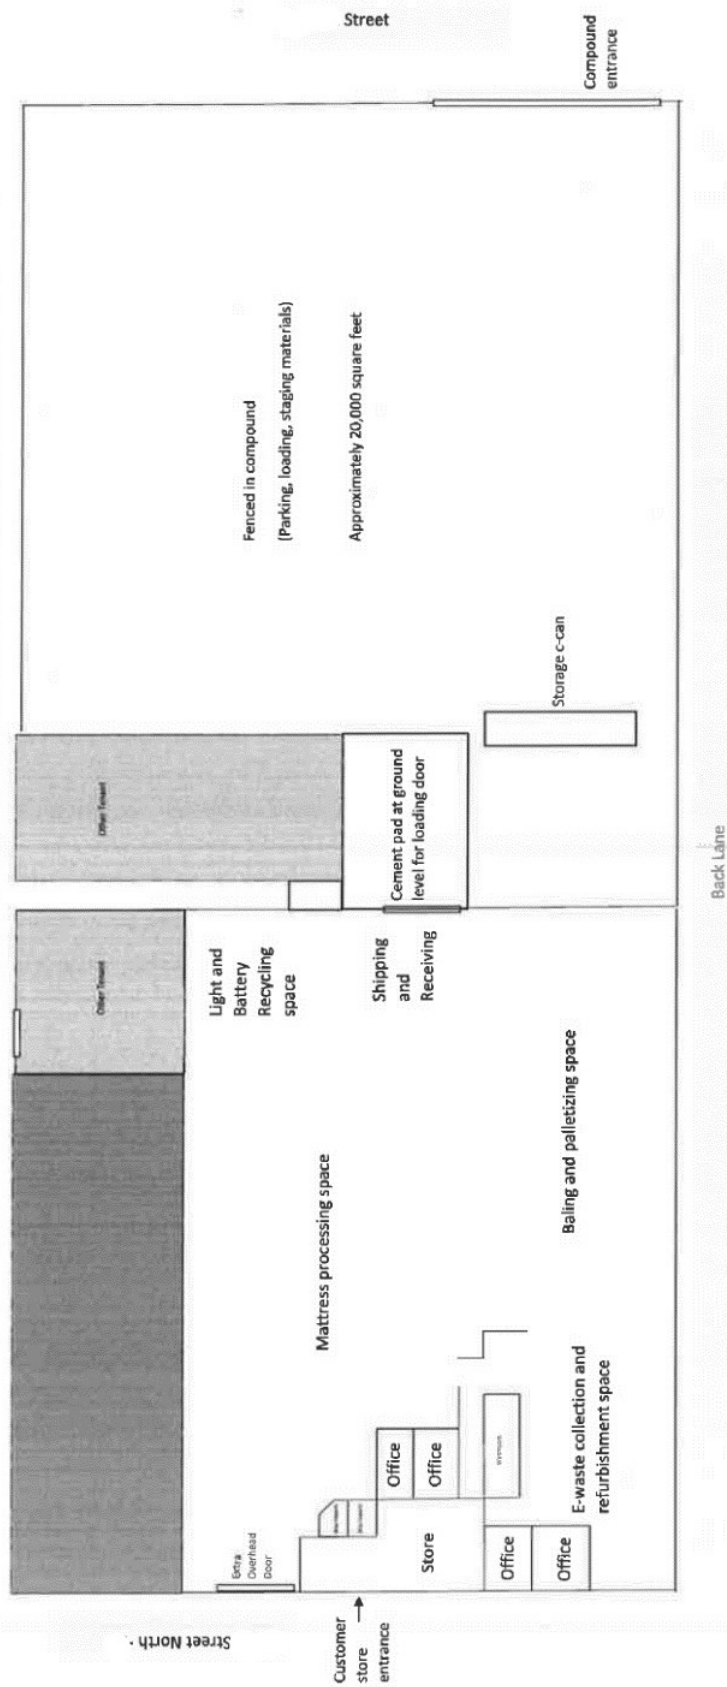 Street
Compound
entrance
Fenced in compound
(Parking, loading, staging materials)
Approximately 20,000 square feet
Storage c-can
Other Tenant
Cement pad at ground
level for loading door
Back Lane
Other Tenant
Light and
Battery
Recycling
space
Shipping
and
Receiving
Mattress processing space
Baling and palletizing space
E-waste collection and
refurbishment space
Office
Office
Store
Office
Office
Extra
Overhead
Door
Street North
Customer
store
entrance